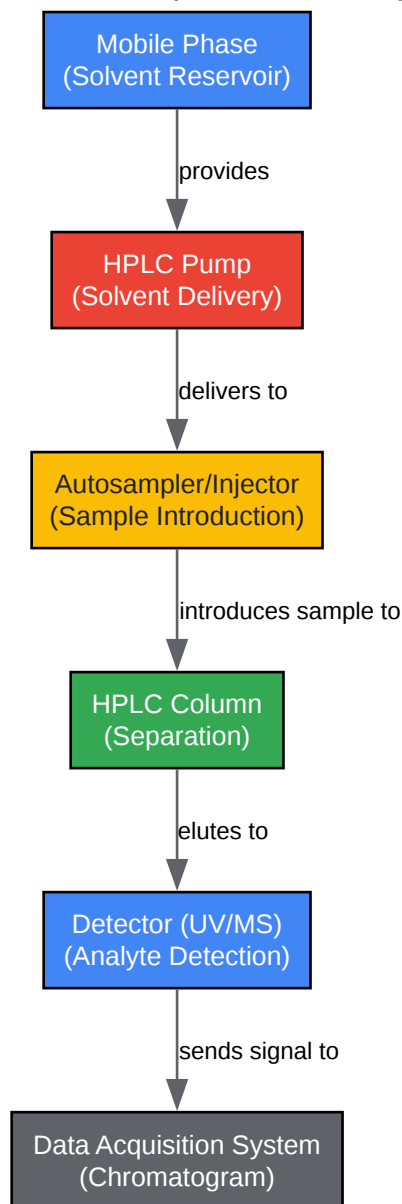 Mobile Phase
(Solvent Reservoir)
provides
HPLC Pump
(Solvent Delivery)
delivers to
Autosampler/Injector
(Sample Introduction)
introduces sample to
HPLC Column
(Separation)
elutes to
Detector (UV/MS)
(Analyte Detection)
sends signal to
Data Acquisition System
(Chromatogram)